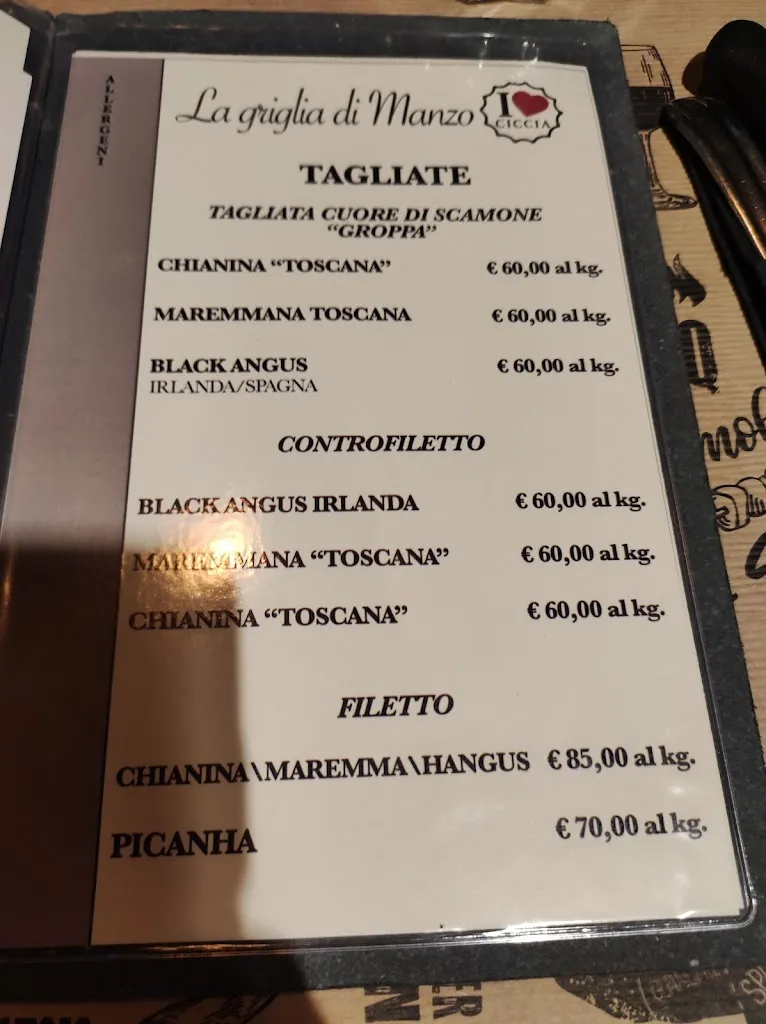 ALLERGENI
La griglia di Manzo
I
CICCIA
TAGLIATE
TAGLIATA CUORE DI SCAMONE
“GROPPA”
CHIANINA “TOSCANA” € 60,00 al kg.
MAREMMANA TOSCANA € 60,00 al kg.
BLACK ANGUS € 60,00 al kg.
IRLANDA/SPAGNA
CONTROFILETTO
BLACK ANGUS IRLANDA € 60,00 al kg.
MAREMMANA “TOSCANA” € 60,00 al kg.
CHIANINA “TOSCANA” € 60,00 al kg.
FILETTO
CHIANINA\MAREMMA\HANGUS € 85,00 al kg.
PICANHA € 70,00 al kg.